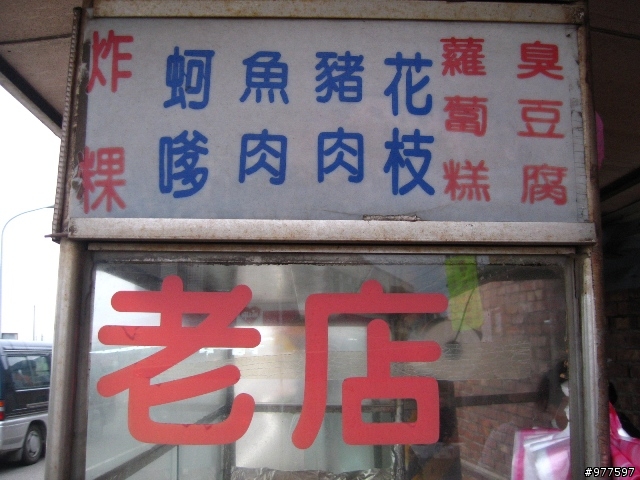 臭豆腐
蘿蔔糕
花枝
豬肉
魚肉
蚵嗲
炸粿
老店
#977597